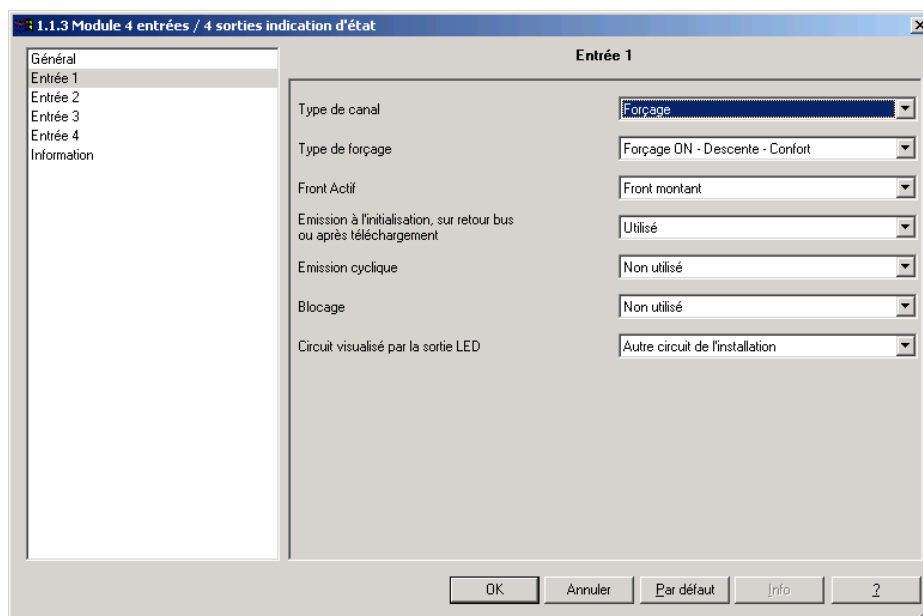 1.1.3 Module 4 entrées / 4 sorties indication d'état
Général
Entrée 1
Entrée 2
Entrée 3
Entrée 4
Information
Entrée 1
Type de canal
Forçage
Type de forçage
Forçage ON - Descente - Confort
Front Actif
Front montant
Emission à l'initialisation, sur retour bus
ou après téléchargement
Utilisé
Emission cyclique
Non utilisé
Blocage
Non utilisé
Circuit visualisé par la sortie LED
Autre circuit de l'installation
OK
Annuler
Par défaut
Info
?